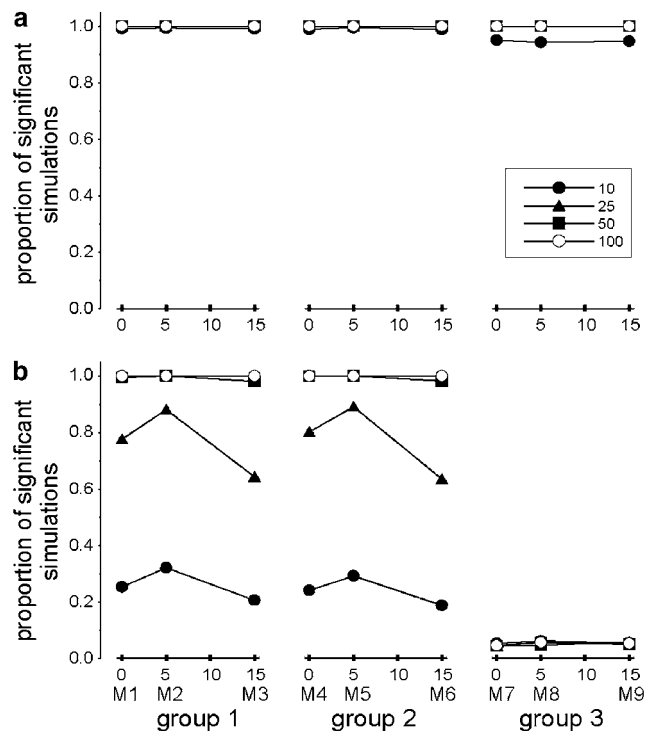 a
proportion of significant
simulations
1.0
0.8
0.6
0.4
0.2
0.0
10
25
50
100
0 5 10 15 0 5 10 15 0 5 10 15
b
proportion of significant
simulations
1.0
0.8
0.6
0.4
0.2
0.0
0 5 10 15 0 5 10 15 0 5 10 15
M1 M2 M3 M4 M5 M6 M7 M8 M9
group 1 group 2 group 3